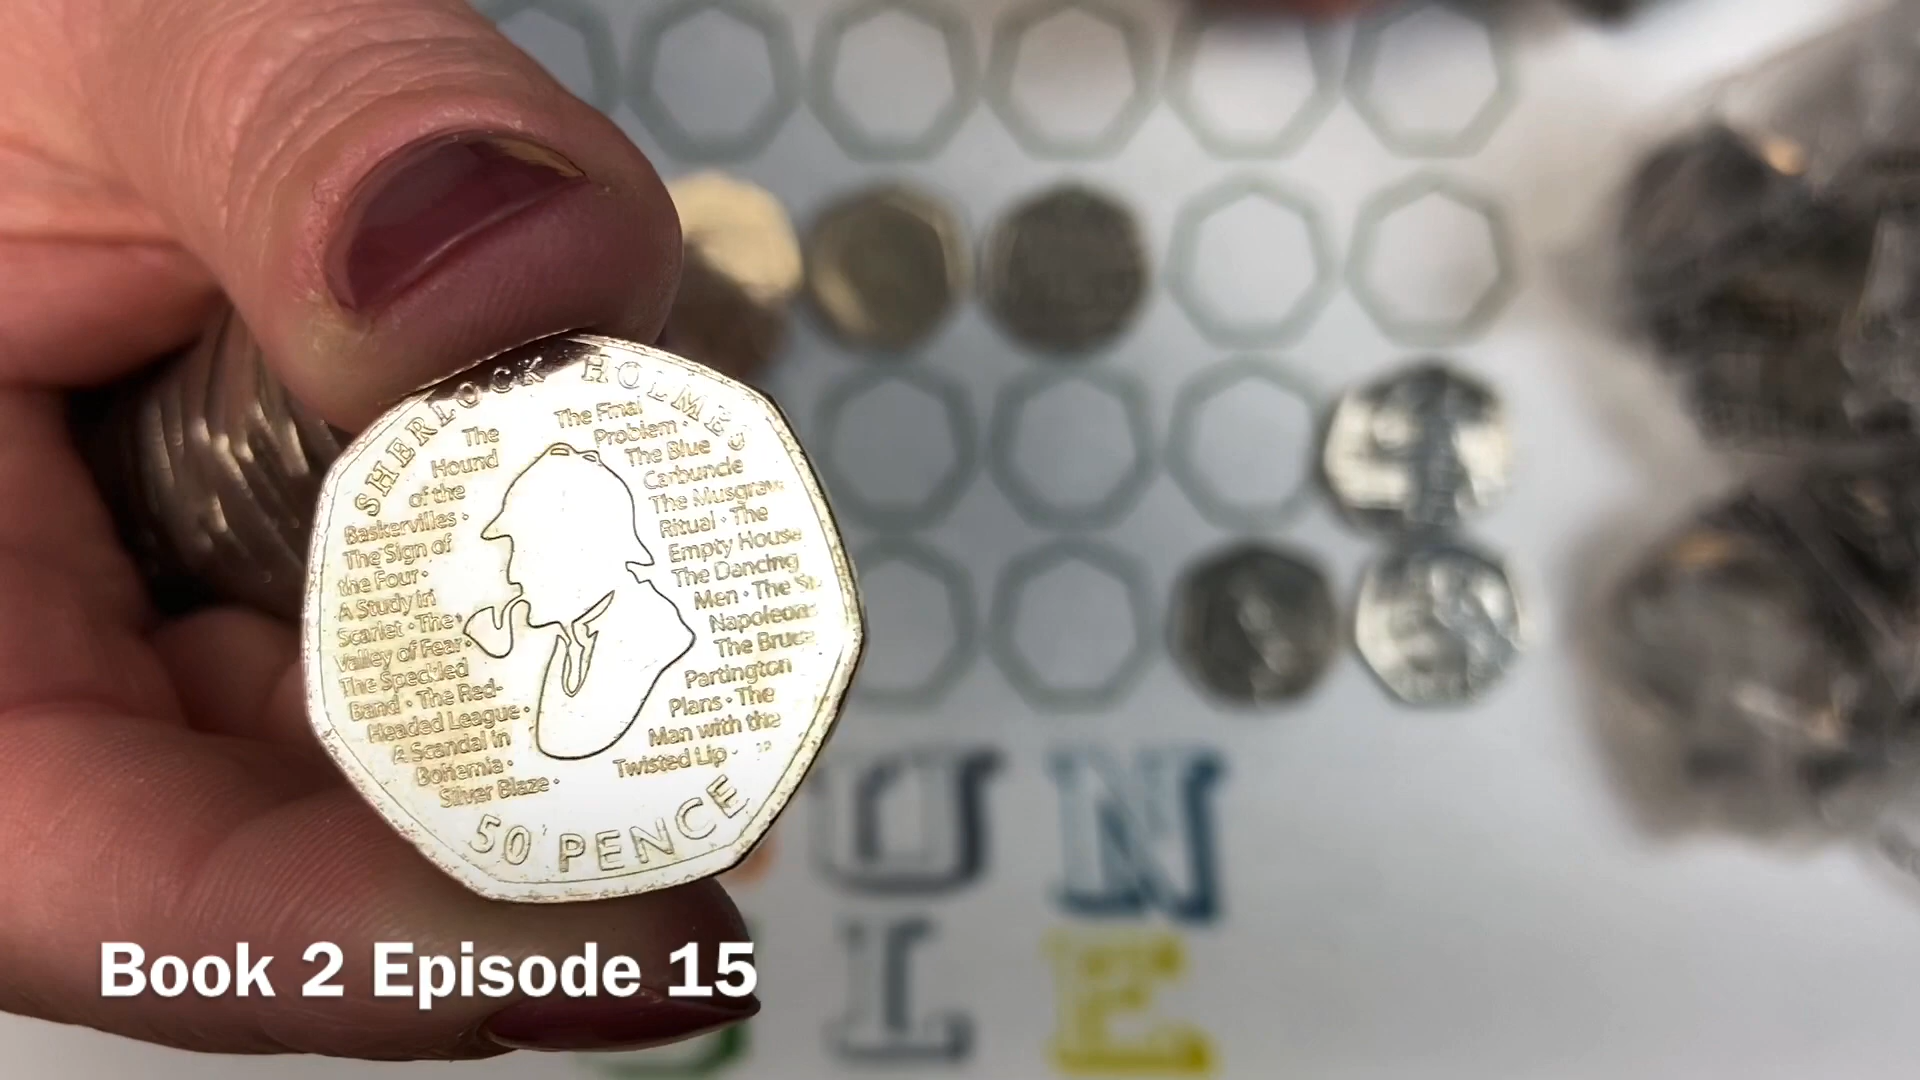 SHERLOCK HOLMES
The
Hound
of the
Baskervilles ·
The Sign of
the Four ·
A Study in
Scarlet · The
Valley of Fear ·
The Speckled
Band · The Red-
Headed League ·
A Scandal in
Bohemia ·
Silver Blaze ·
The Final
Problem ·
The Blue
Carbuncle
The Musgrave
Ritual · The
Empty House
The Dancing
Men · The
Napoleons
The Bruce
Partington
Plans · The
Man with the
Twisted Lip ·
50 PENCE
U N
L E
Book 2 Episode 15